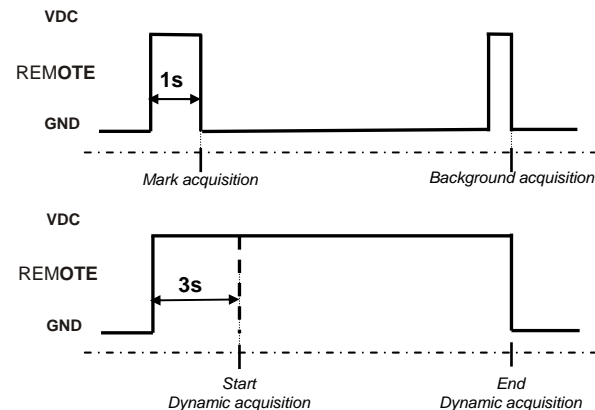 VDC
REMOTE
1s
GND
Mark acquisition
Background acquisition
VDC
REMOTE
3s
GND
Start
Dynamic acquisition
End
Dynamic acquisition